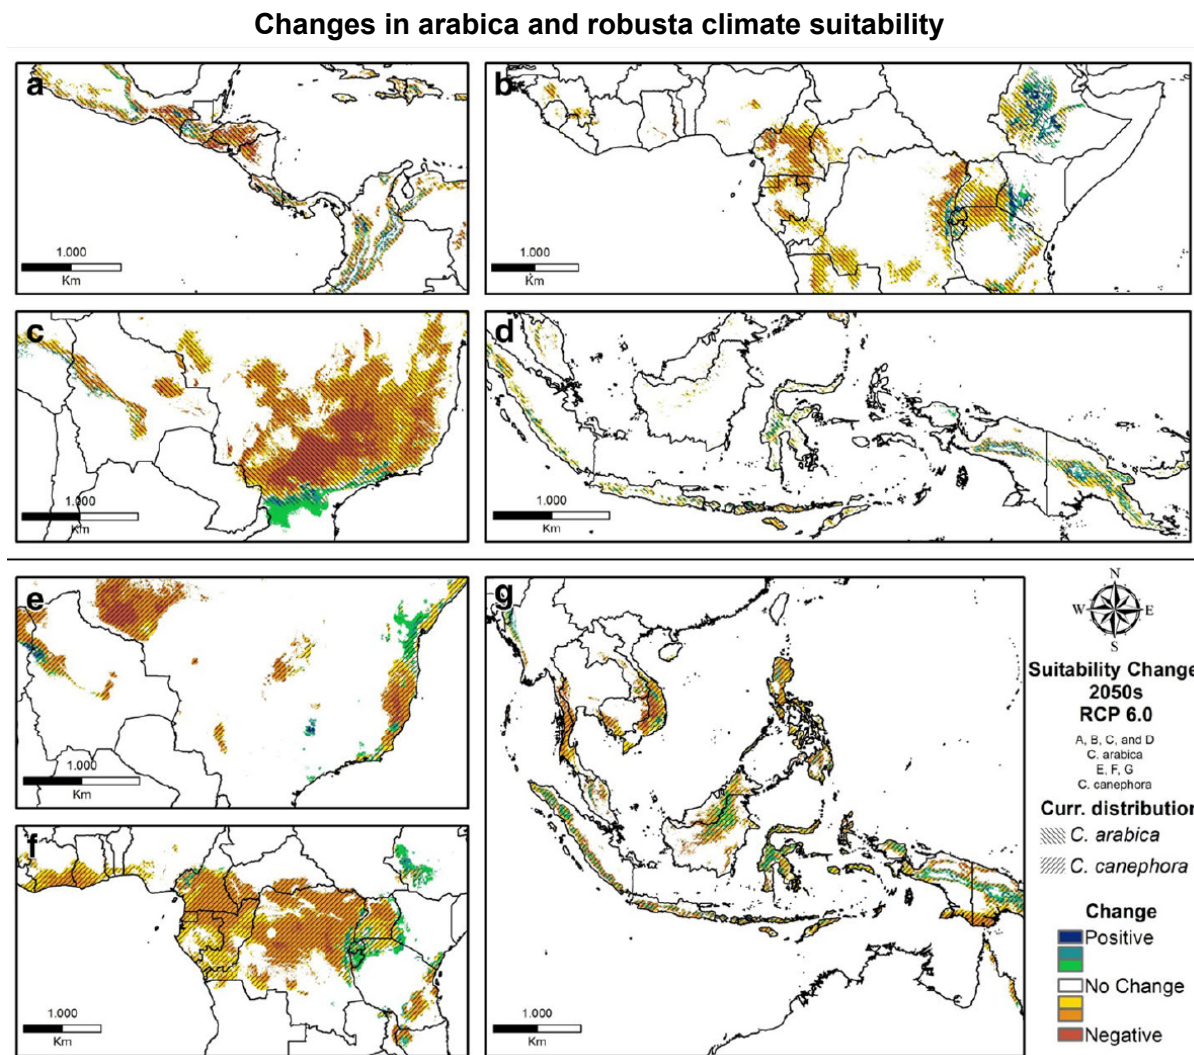 Changes in arabica and robusta climate suitability
a
1.000
Km
b
1.000
Km
c
1.000
Km
d
1.000
Km
e
1.000
Km
f
1.000
Km
g
1.000
Km
N
W E
S
Suitability Change
2050s
RCP 6.0
A, B, C, and D
C. arabica
E, F, G
C. canephora
Curr. distribution
C. arabica
C. canephora
Change
Positive
No Change
Negative